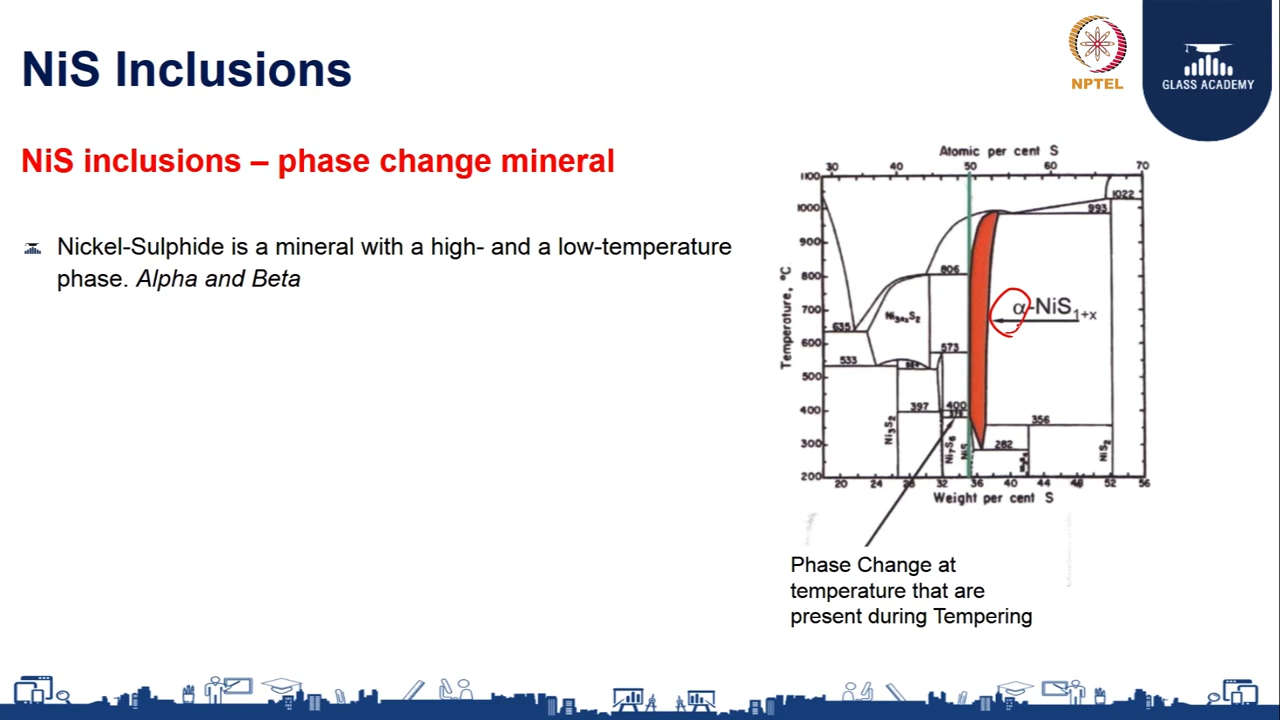 NiS Inclusions
NPTEL
GLASS ACADEMY
NiS inclusions – phase change mineral
Nickel-Sulphide is a mineral with a high- and a low-temperature
phase. Alpha and Beta
Atomic per cent S
30 40 50 60 70
1100
1022
1000
993
900
806
800
α-NiS1+x
700
Ni3±xS2
635
600
573
533
500
397
400
400
356
300
282
Ni3S2
Ni7S6
NiS
NiS2
200
20 24 28 32 36 40 44 48 52 56
Temperature, °C
Weight per cent S
Phase Change at
temperature that are
present during Tempering